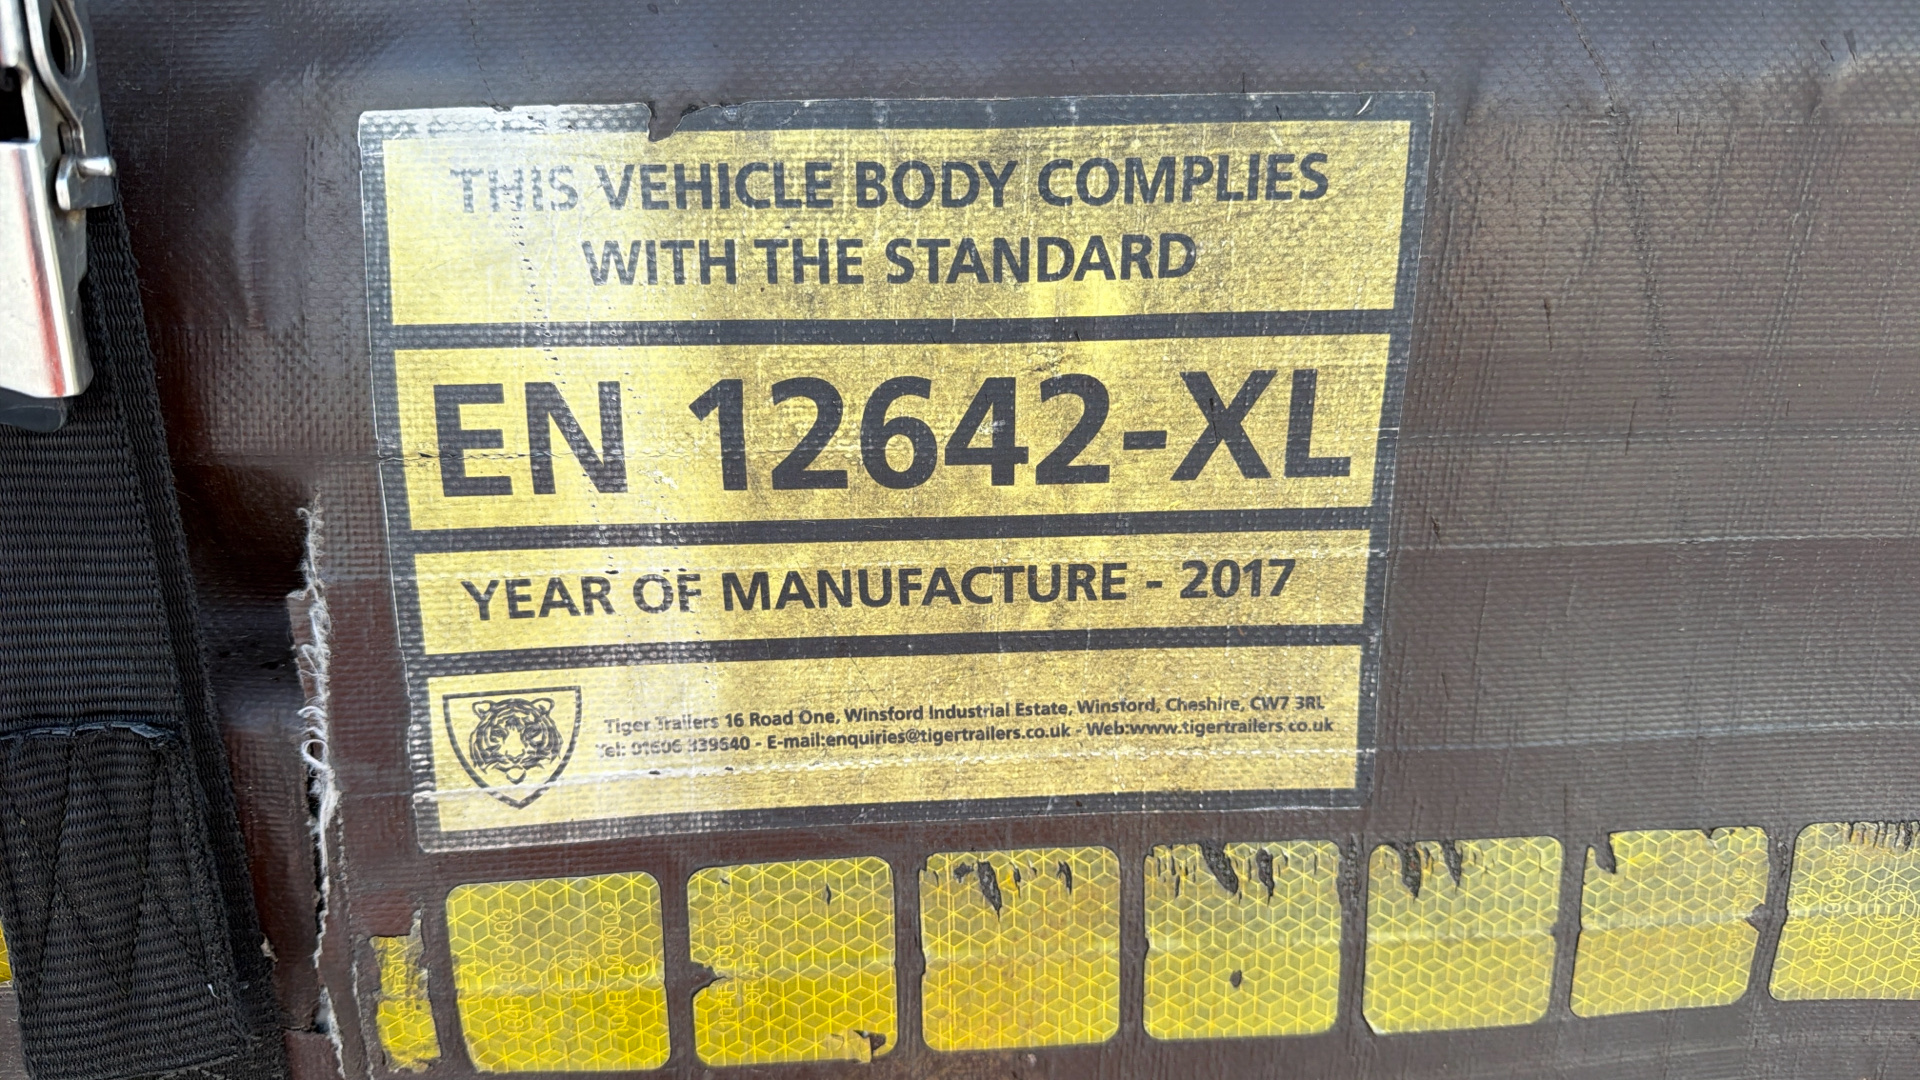 THIS VEHICLE BODY COMPLIES
WITH THE STANDARD
EN 12642-XL
YEAR OF MANUFACTURE - 2017
Tiger Trailers 16 Road One, Winsford Industrial Estate, Winsford, Cheshire, CW7 3RL
Tel: 01606 339640 - E-mail:enquiries@tigertrailers.co.uk - Web:www.tigertrailers.co.uk